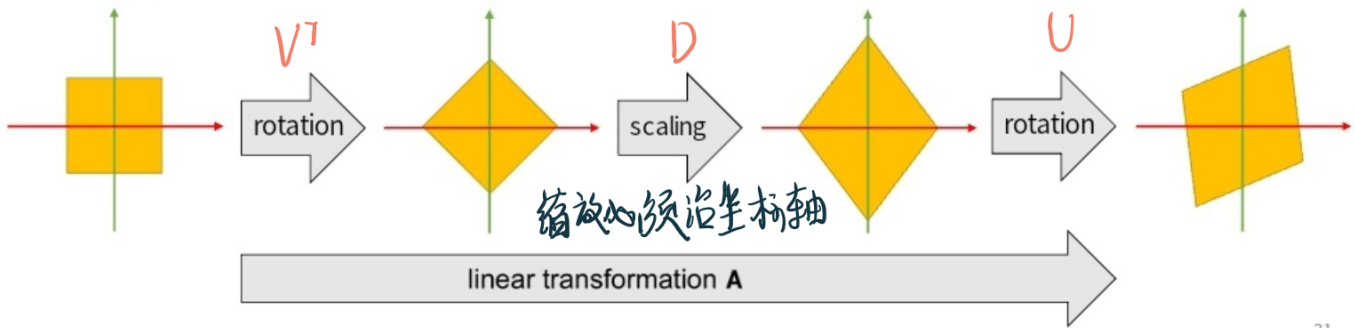 Vᵀ
D
U
rotation
scaling
rotation
缩放必须沿坐标轴
linear transformation A